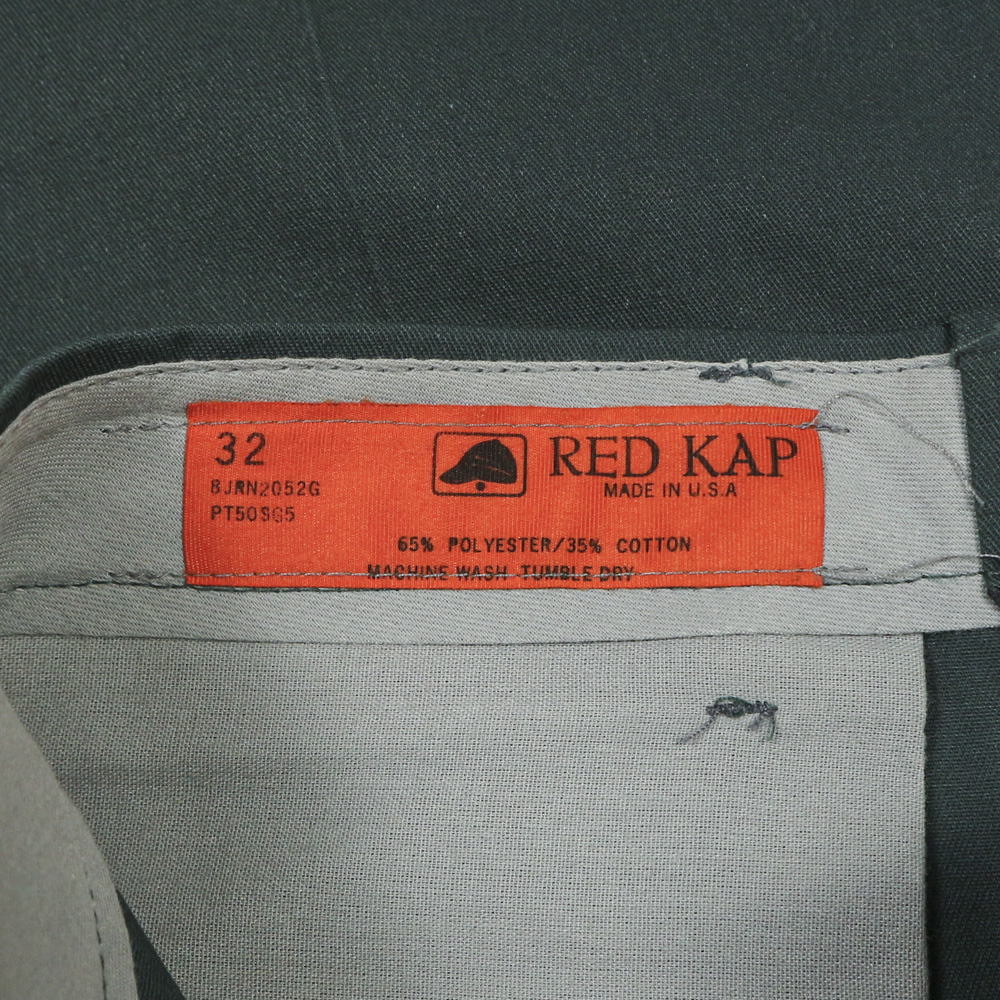 32
RED KAP
MADE IN U.S.A
8JRN2052G
PT50SG5
65% POLYESTER/35% COTTON
MACHINE WASH TUMBLE DRY